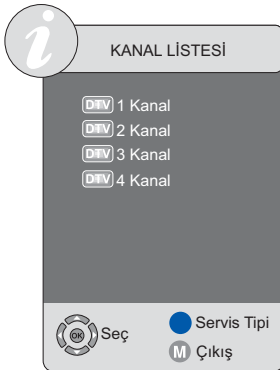 i
KANAL LİSTESİ
DTV 1 Kanal
DTV 2 Kanal
DTV 3 Kanal
DTV 4 Kanal
OK Seç
Servis Tipi
M Çıkış